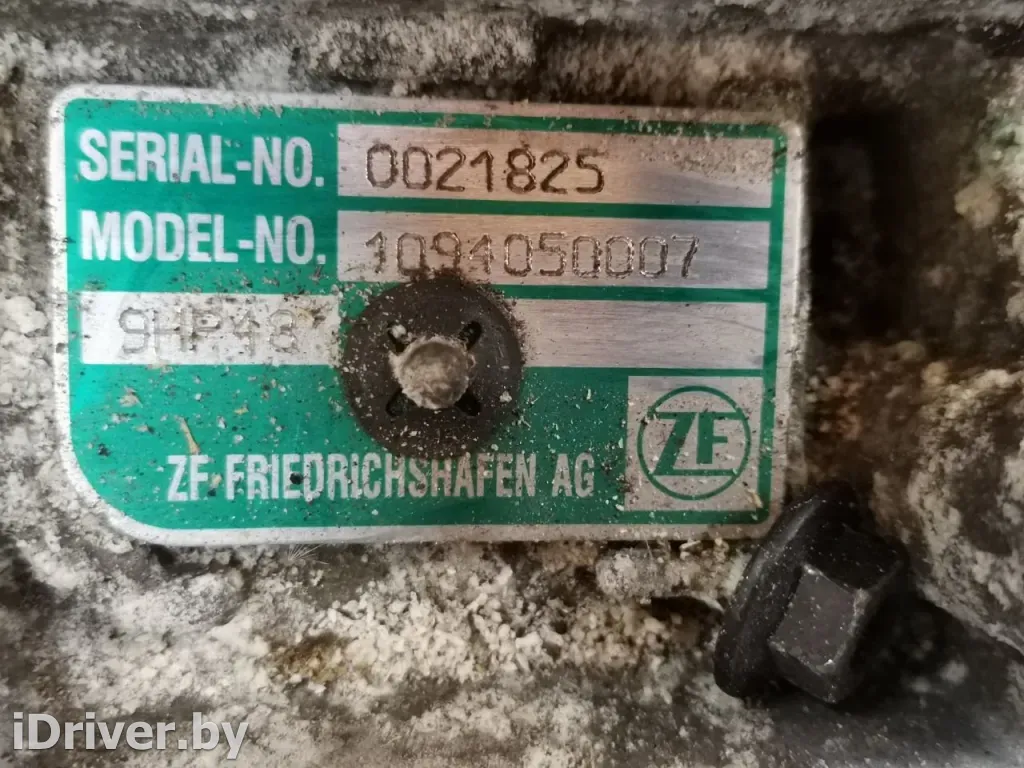 SERIAL-NO. 0021825
MODEL-NO. 1094050007
9HP48
ZF FRIEDRICHSHAFEN AG
ZF
iDriver.by